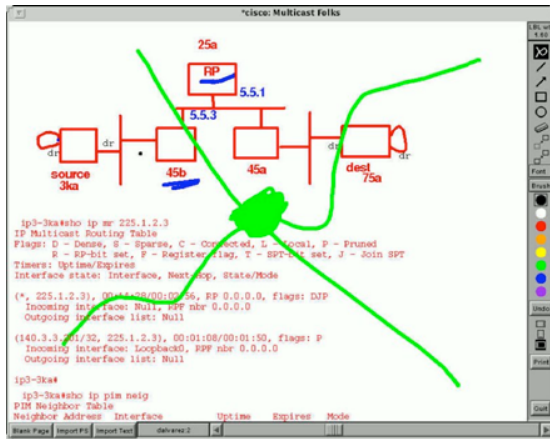 *cisco: Multicast Folks
LBL wb
1.60
25a
RP
5.5.1
5.5.3
dr
dr
dr
dr
source
3ka
45b
45a
dest
75a
Font
Brush
Undo
Print
Quit
ip3-3ka#sho ip mr 225.1.2.3
IP Multicast Routing Table
Flags: D - Dense, S - Sparse, C - Connected, L - Local, P - Pruned
R - RP-bit set, F - Register flag, T - SPT-bit set, J - Join SPT
Timers: Uptime/Expires
Interface state: Interface, Next-Hop, State/Mode
(*, 225.1.2.3), RP 0.0.0.0, flags: DJP
Incoming interface: Null, RPF nbr 0.0.0.0
Outgoing interface list: Null
(140.3.3.201/32, 225.1.2.3), 00:01:08/00:01:50, flags: P
Incoming interface: Loopback0, RPF nbr 0.0.0.0
Outgoing interface list: Null
ip3-3ka#
ip3-3ka#sho ip pim neig
PIM Neighbor Table
Neighbor Address Interface Uptime Expires Mode
Blank Page Import PS Import Text dalvarez:2